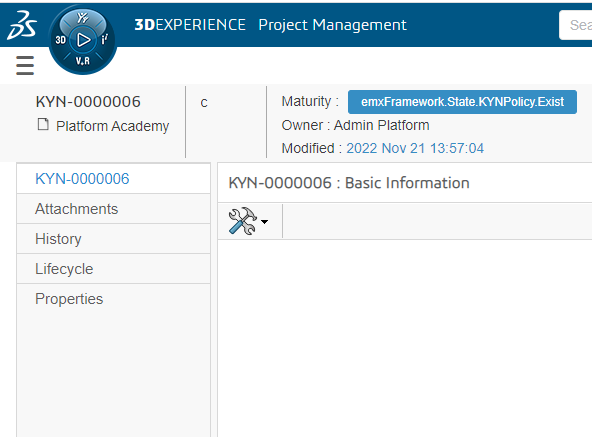 3DEXPERIENCE Project Management
Sea
3D
V.R
KYN-0000006
Platform Academy
c
Maturity : emxFramework.State.KYNPolicy.Exist
Owner : Admin Platform
Modified : 2022 Nov 21 13:57:04
KYN-0000006
Attachments
History
Lifecycle
Properties
KYN-0000006 : Basic Information